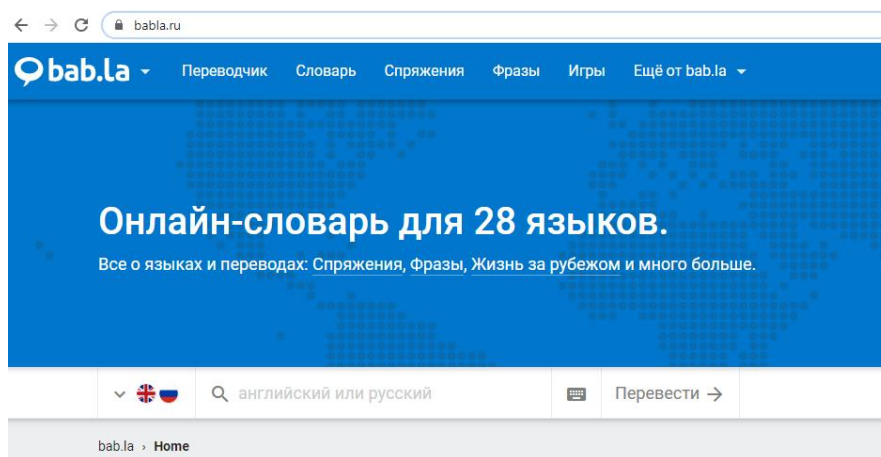 babla.ru
bab.la Переводчик Словарь Спряжения Фразы Игры Ещё от bab.la
Онлайн-словарь для 28 языков.
Все о языках и переводах: Спряжения, Фразы, Жизнь за рубежом и много больше.
английский или русский Перевести →
bab.la › Home